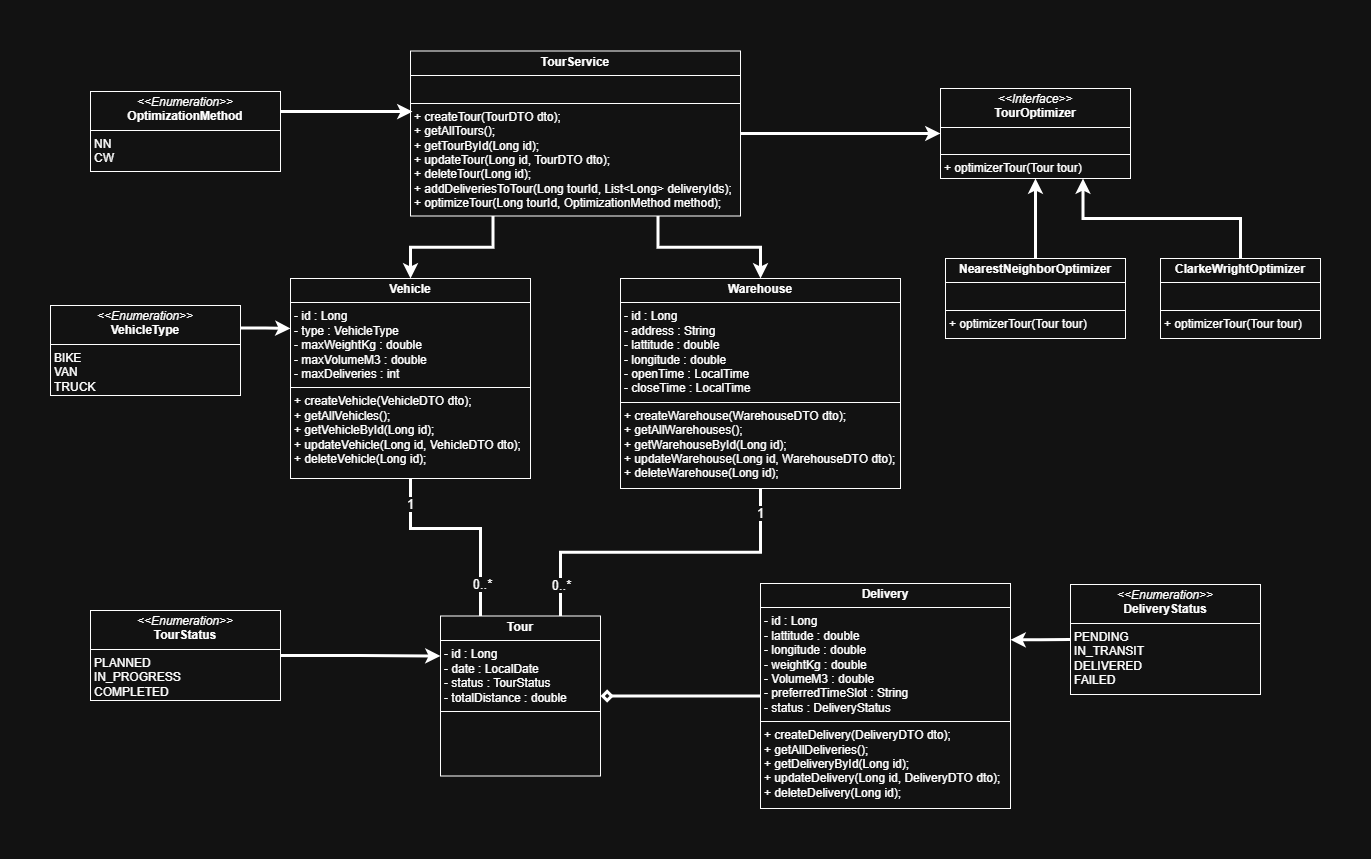 TourService
+ createTour(TourDTO dto);
+ getAllTours();
+ getTourById(Long id);
+ updateTour(Long id, TourDTO dto);
+ deleteTour(Long id);
+ addDeliveriesToTour(Long tourId, List<Long> deliveryIds);
+ optimizeTour(Long tourId, OptimizationMethod method);
<<Enumeration>>
OptimizationMethod
NN
CW
<<Interface>>
TourOptimizer
+ optimizerTour(Tour tour)
NearestNeighborOptimizer
+ optimizerTour(Tour tour)
ClarkeWrightOptimizer
+ optimizerTour(Tour tour)
<<Enumeration>>
VehicleType
BIKE
VAN
TRUCK
Vehicle
- id : Long
- type : VehicleType
- maxWeightKg : double
- maxVolumeM3 : double
- maxDeliveries : int
+ createVehicle(VehicleDTO dto);
+ getAllVehicles();
+ getVehicleById(Long id);
+ updateVehicle(Long id, VehicleDTO dto);
+ deleteVehicle(Long id);
Warehouse
- id : Long
- address : String
- lattitude : double
- longitude : double
- openTime : LocalTime
- closeTime : LocalTime
+ createWarehouse(WarehouseDTO dto);
+ getAllWarehouses();
+ getWarehouseById(Long id);
+ updateWarehouse(Long id, WarehouseDTO dto);
+ deleteWarehouse(Long id);
1
1
0..*
0..*
<<Enumeration>>
TourStatus
PLANNED
IN_PROGRESS
COMPLETED
Tour
- id : Long
- date : LocalDate
- status : TourStatus
- totalDistance : double
Delivery
- id : Long
- lattitude : double
- longitude : double
- weightKg : double
- VolumeM3 : double
- preferredTimeSlot : String
- status : DeliveryStatus
+ createDelivery(DeliveryDTO dto);
+ getAllDeliveries();
+ getDeliveryById(Long id);
+ updateDelivery(Long id, DeliveryDTO dto);
+ deleteDelivery(Long id);
<<Enumeration>>
DeliveryStatus
PENDING
IN_TRANSIT
DELIVERED
FAILED